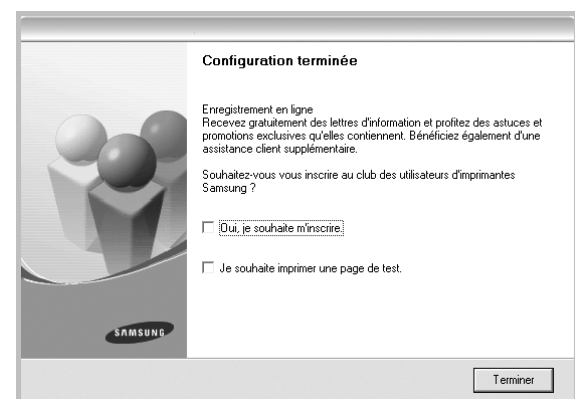 Configuration terminée
Enregistrement en ligne
Recevez gratuitement des lettres d'information et profitez des astuces et
promotions exclusives qu'elles contiennent. Bénéficiez également d'une
assistance client supplémentaire.
Souhaitez-vous vous inscrire au club des utilisateurs d'imprimantes
Samsung ?
Oui, je souhaite m'inscrire.
Je souhaite imprimer une page de test.
SAMSUNG
Terminer